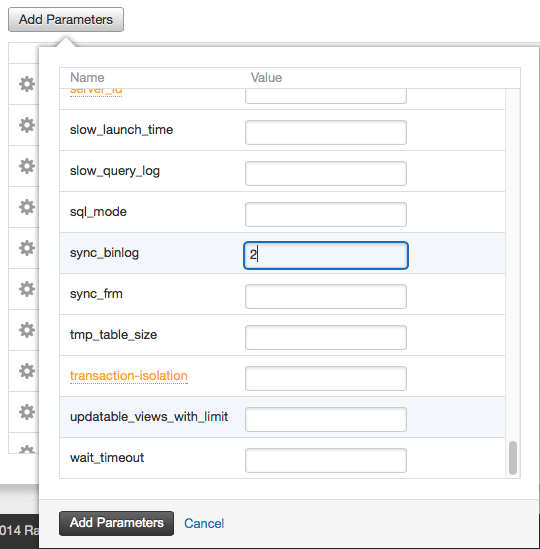 Add Parameters
Name Value
server_id
slow_launch_time
slow_query_log
sql_mode
sync_binlog 2
sync_frm
tmp_table_size
transaction-isolation
updatable_views_with_limit
wait_timeout
014 Ra
Add Parameters Cancel